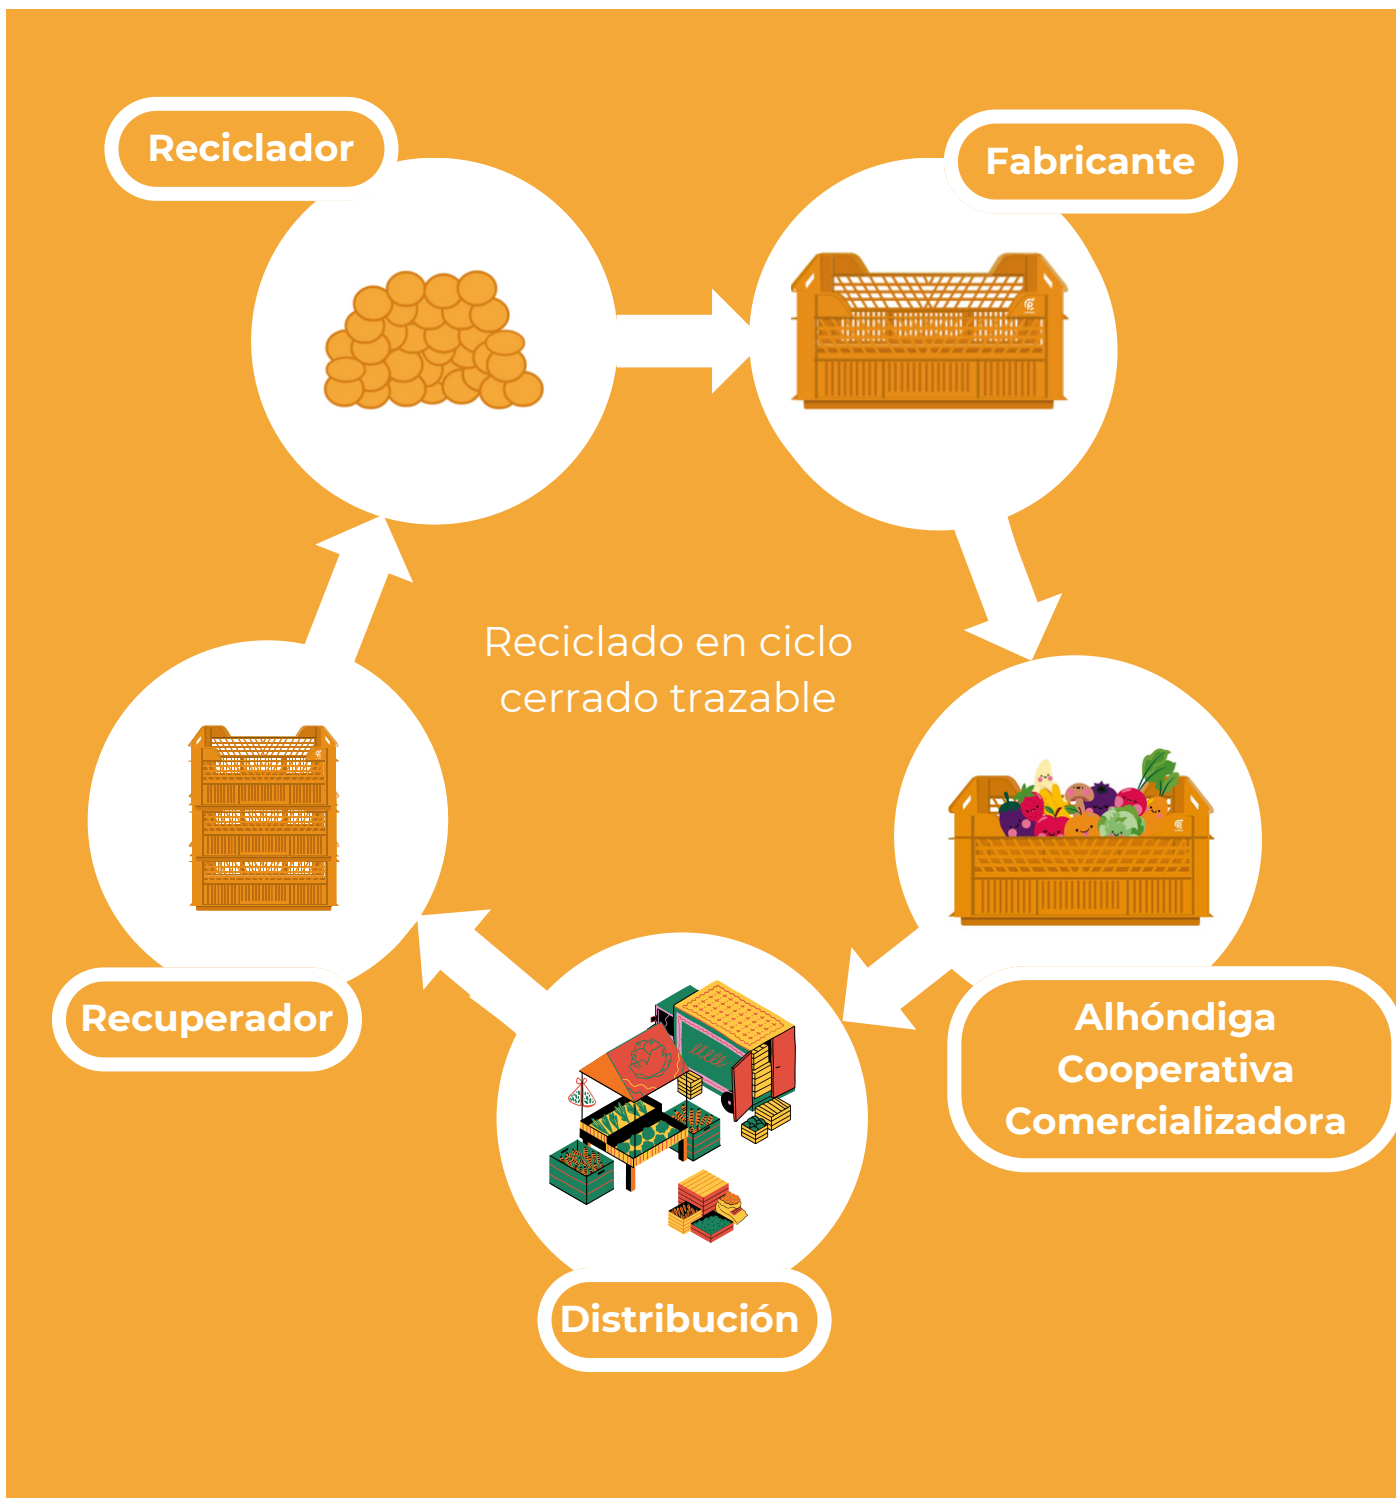 Reciclador
Fabricante
Reciclado en ciclo
cerrado trazable
Recuperador
Alhóndiga
Cooperativa
Comercializadora
Distribución